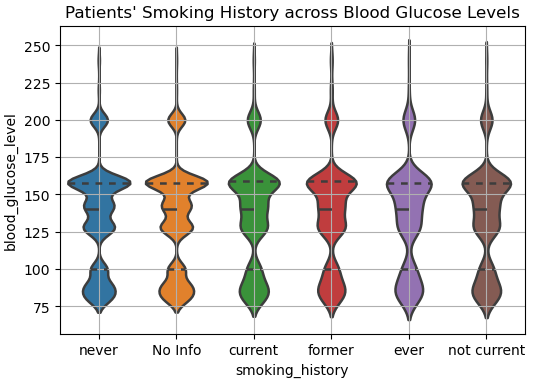 Patients' Smoking History across Blood Glucose Levels
250
225
200
175
150
125
100
75
blood_glucose_level
never No Info current former ever not current
smoking_history